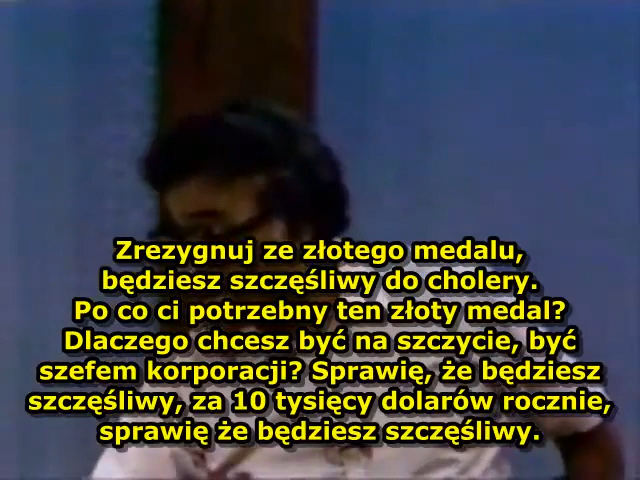 Zrezygnuj ze złotego medalu,
będziesz szczęśliwy do cholery.
Po co ci potrzebny ten złoty medal?
Dlaczego chcesz być na szczycie, być
szefem korporacji? Sprawię, że będziesz
szczęśliwy, za 10 tysięcy dolarów rocznie,
sprawię że będziesz szczęśliwy.